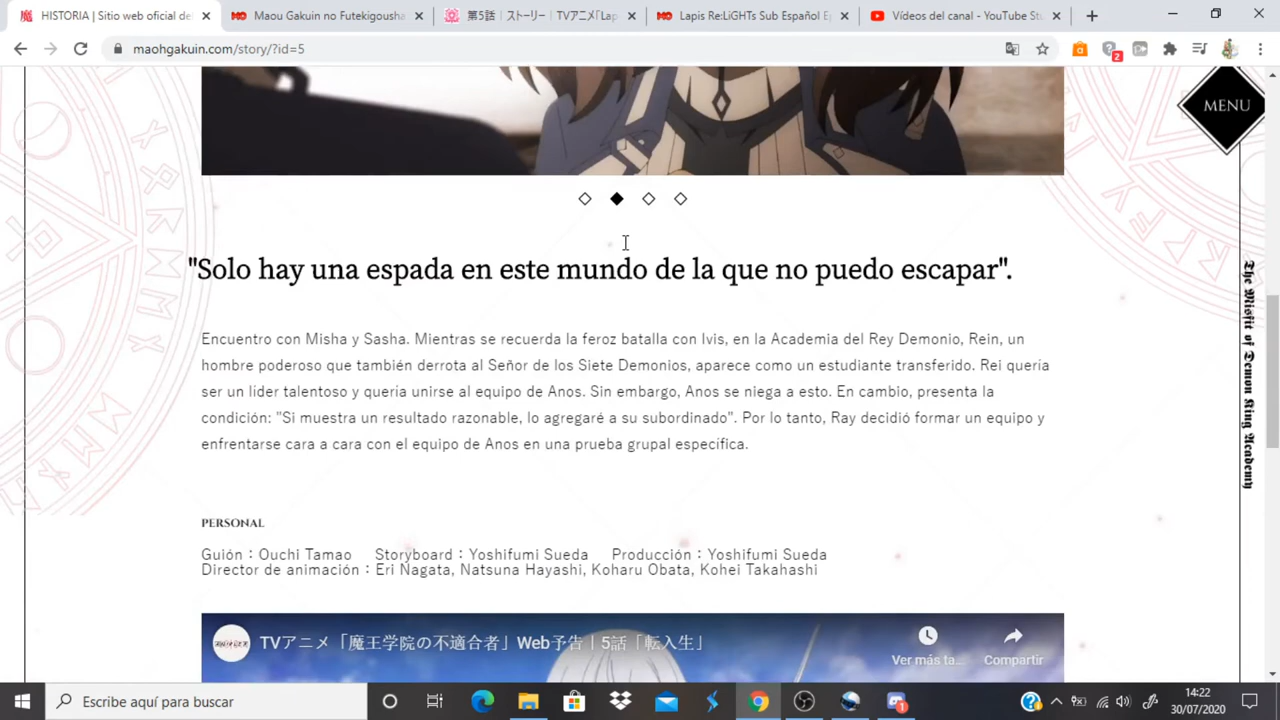 HISTORIA | Sitio web oficial del
Maou Gakuin no Futekigousha
第5話 | ストーリー | TVアニメ「Lap
Lapis Re:LiGHTs Sub Español Ep
Vídeos del canal - YouTube Stu
maohgakuin.com/story/?id=5
2
MENU
"Solo hay una espada en este mundo de la que no puedo escapar".
Encuentro con Misha y Sasha. Mientras se recuerda la feroz batalla con Ivis, en la Academia del Rey Demonio, Rein, un
hombre poderoso que también derrota al Señor de los Siete Demonios, aparece como un estudiante transferido. Rei quería
ser un líder talentoso y quería unirse al equipo de Anos. Sin embargo, Anos se niega a esto. En cambio, presenta la
condición: "Si muestra un resultado razonable, lo agregaré a su subordinado". Por lo tanto, Ray decidió formar un equipo y
enfrentarse cara a cara con el equipo de Anos en una prueba grupal específica.
The Misfit of Demon King Academy
PERSONAL
Guión：Ouchi Tamao Storyboard：Yoshifumi Sueda Producción：Yoshifumi Sueda
Director de animación：Eri Nagata, Natsuna Hayashi, Koharu Obata, Kohei Takahashi
TVアニメ「魔王学院の不適合者」Web予告｜5話「転入生」
Ver más ta...
Compartir
Escribe aquí para buscar
1
14:22
30/07/2020